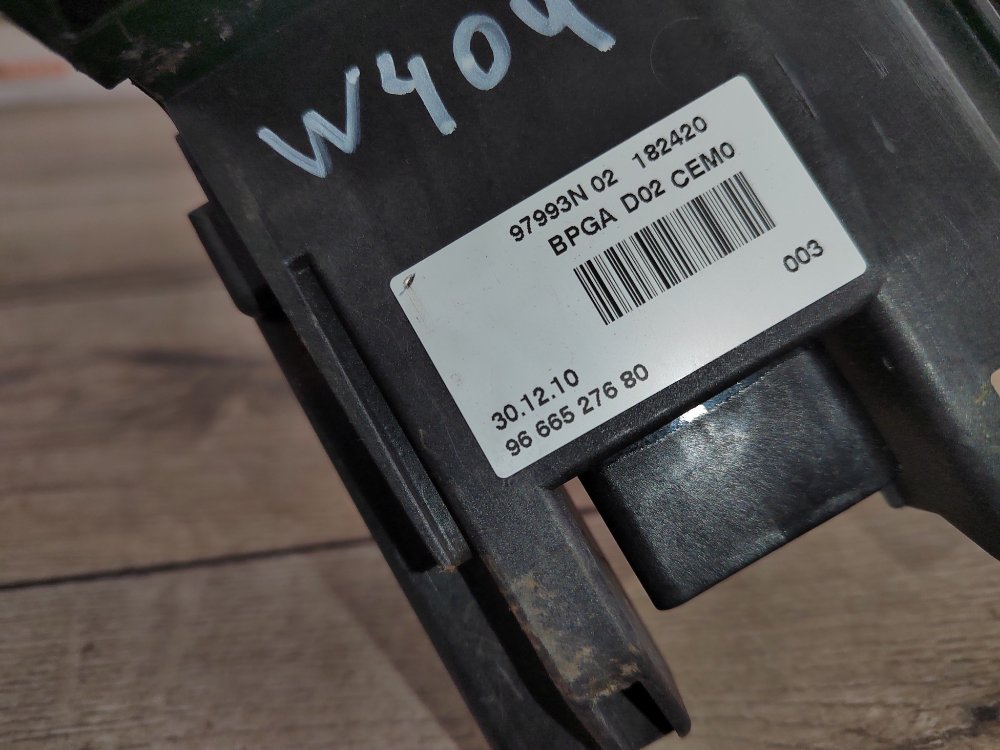 W404
97993N 02 182420
BPGA D02 CEM0
003
30.12.10
96 665 276 80